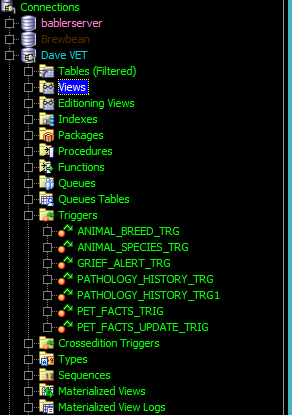 Connections
bablerserver
Brewbean
Dave VET
Tables (Filtered)
Views
Editioning Views
Indexes
Packages
Procedures
Functions
Queues
Queues Tables
Triggers
ANIMAL_BREED_TRG
ANIMAL_SPECIES_TRG
GRIEF_ALERT_TRG
PATHOLOGY_HISTORY_TRG
PATHOLOGY_HISTORY_TRG1
PET_FACTS_TRIG
PET_FACTS_UPDATE_TRIG
Crossedition Triggers
Types
Sequences
Materialized Views
Materialized View Logs